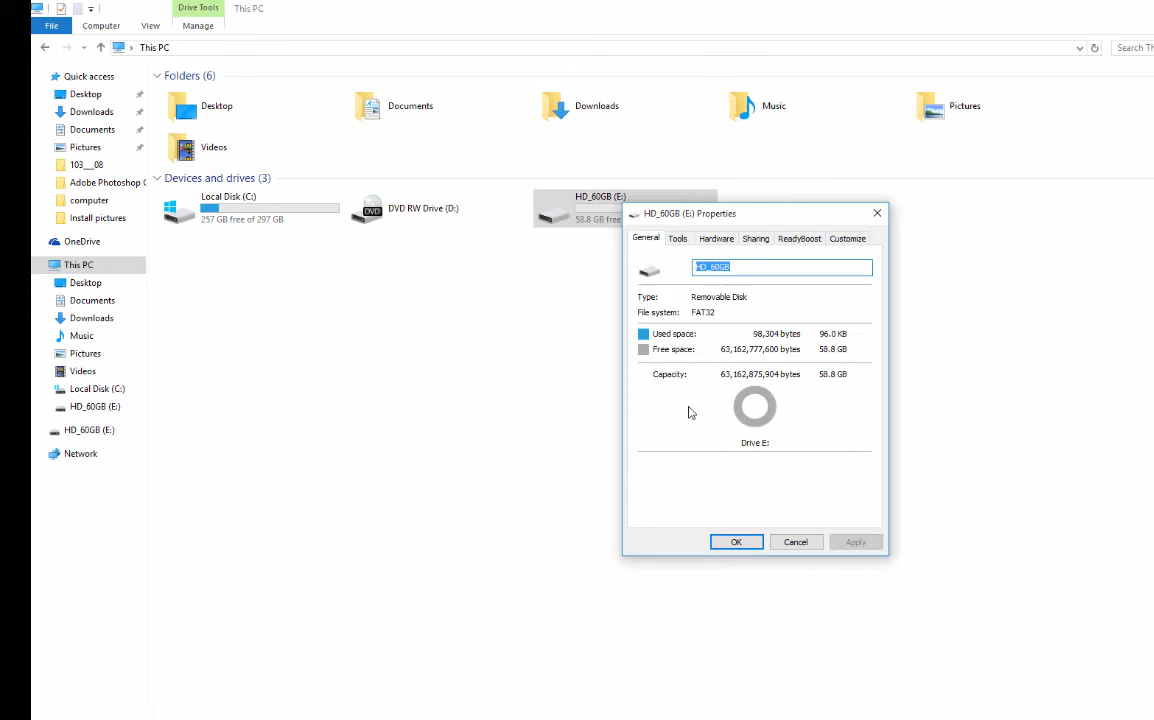 Drive Tools
This PC
File
Computer
View
Manage
This PC
Search Th
Quick access
Desktop
Downloads
Documents
Pictures
103___08
Adobe Photoshop C
computer
Install pictures
OneDrive
This PC
Desktop
Documents
Downloads
Music
Pictures
Videos
Local Disk (C:)
HD_60GB (E:)
HD_60GB (E:)
Network
Folders (6)
Desktop
Documents
Downloads
Music
Pictures
Videos
Devices and drives (3)
Local Disk (C:)
257 GB free of 297 GB
DVD
DVD RW Drive (D:)
HD_60GB (E:)
58.8 GB free
HD_60GB (E:) Properties
General
Tools
Hardware
Sharing
ReadyBoost
Customize
HD_60GB
Type: Removable Disk
File system: FAT32
Used space: 98,304 bytes 96.0 KB
Free space: 63,162,777,600 bytes 58.8 GB
Capacity: 63,162,875,904 bytes 58.8 GB
Drive E:
OK
Cancel
Apply